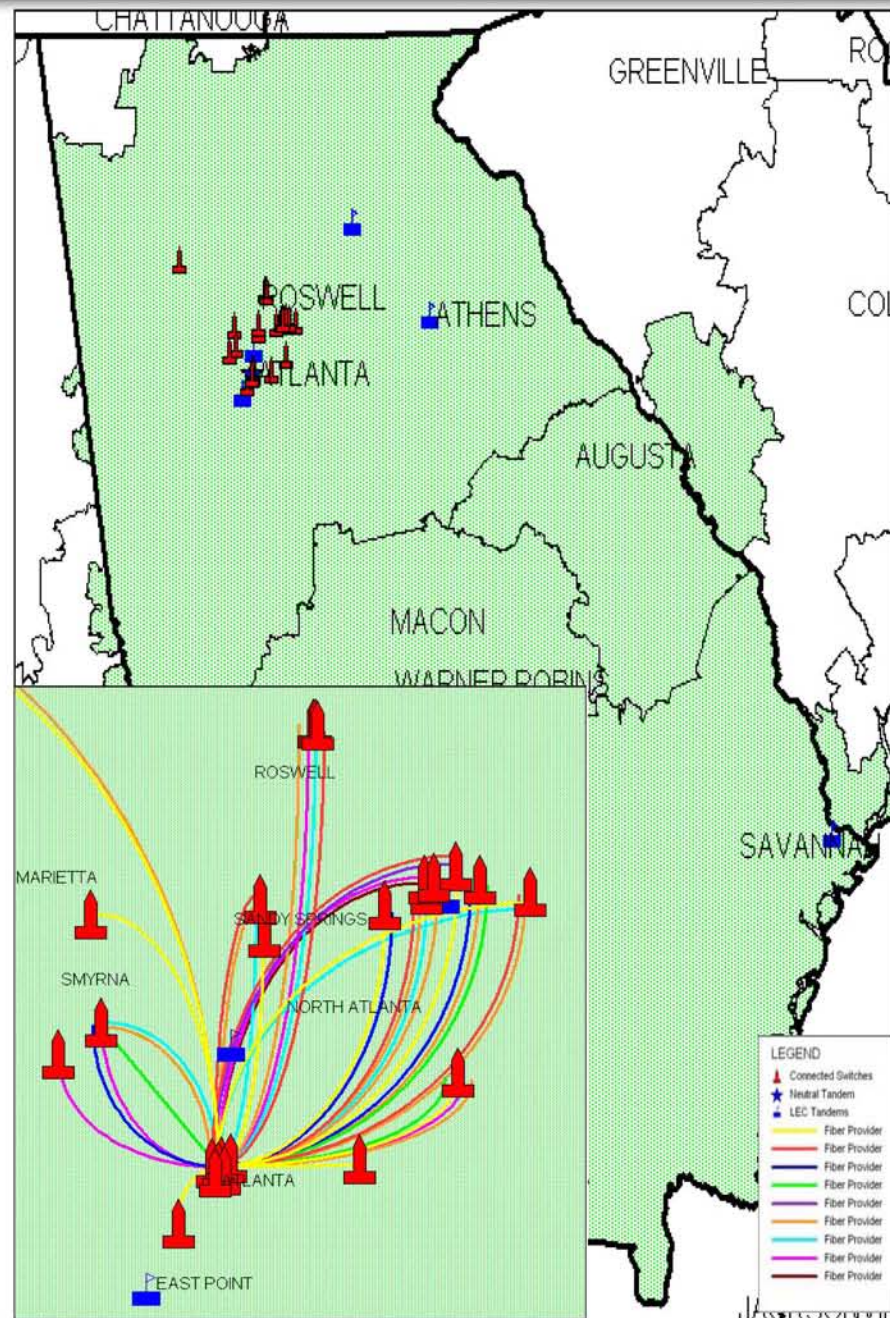 CHATTANOOGA
GREENVILLE
ROSWELL
ATHENS
ATLANTA
AUGUSTA
MACON
WARNER ROBINS
SAVANNAH
ROSWELL
MARIETTA
SANDY SPRINGS
SMYRNA
NORTH ATLANTA
ATLANTA
EAST POINT
LEGEND
Connected Switches
Neutral Tandem
LEC Tandems
Fiber Provider
Fiber Provider
Fiber Provider
Fiber Provider
Fiber Provider
Fiber Provider
Fiber Provider
Fiber Provider
Fiber Provider